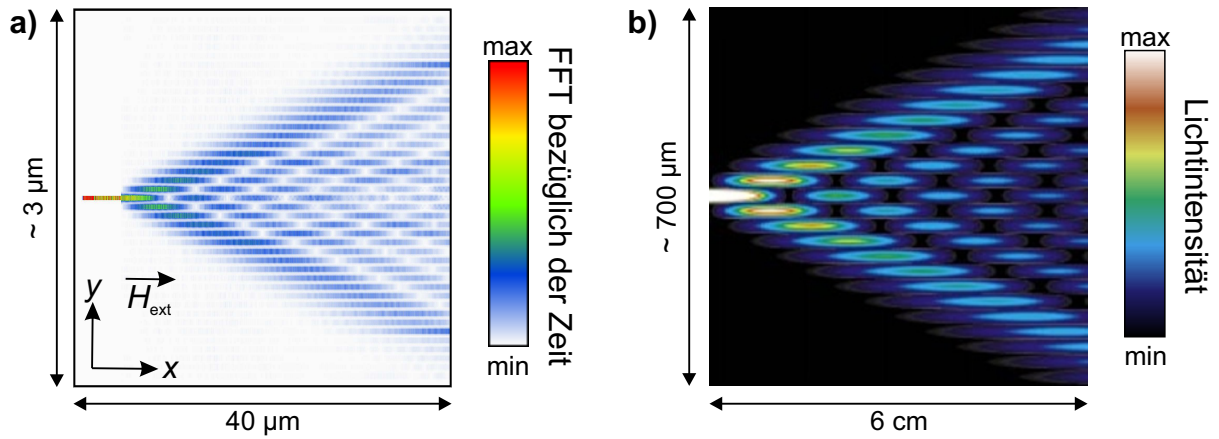 a)
~ 3 µm
y
H ext
x
40 µm
max
min
FFT bezüglich der Zeit
b)
~ 700 µm
6 cm
max
min
Lichtintensität